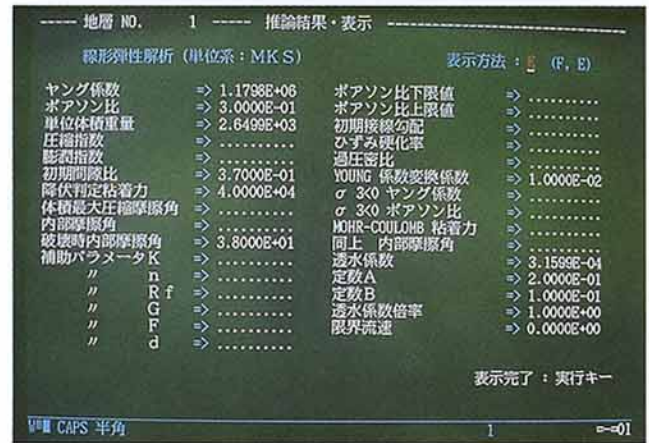 ----- 地層 NO. 1 ----- 推論結果・表示 --------------------
線形弾性解析 (単位系：MKS) 表示方法：E (F, E)
ヤング係数 => 1.1798E+06 ポアソン比下限値 => ..........
ポアソン比 => 3.0000E-01 ポアソン比上限値 => ..........
単位体積重量 => 2.6499E+03 初期接線勾配 => ..........
圧縮指数 => .......... ひずみ硬化率 => ..........
膨潤指数 => .......... 過圧密比 => ..........
初期間隙比 => 3.7000E-01 YOUNG 係数変換係数 => 1.0000E-02
降伏判定粘着力 => 4.0000E+04 σ 3<0 ヤング係数 => ..........
体積最大圧縮摩擦角 => .......... σ 3<0 ポアソン比 => ..........
内部摩擦角 => .......... MOHR-COULOMB 粘着力 => ..........
破壊時内部摩擦角 => 3.8000E+01 同上 内部摩擦角 => ..........
補助パラメータK => .......... 透水係数 => 3.1599E-04
〃 n => .......... 定数A => 2.0000E-01
〃 Rf => .......... 定数B => 1.0000E-01
〃 G => .......... 透水係数倍率 => 1.0000E+00
〃 F => .......... 限界流速 => 0.0000E+00
〃 d => ..........
表示完了：実行キー
CAPS 半角 1